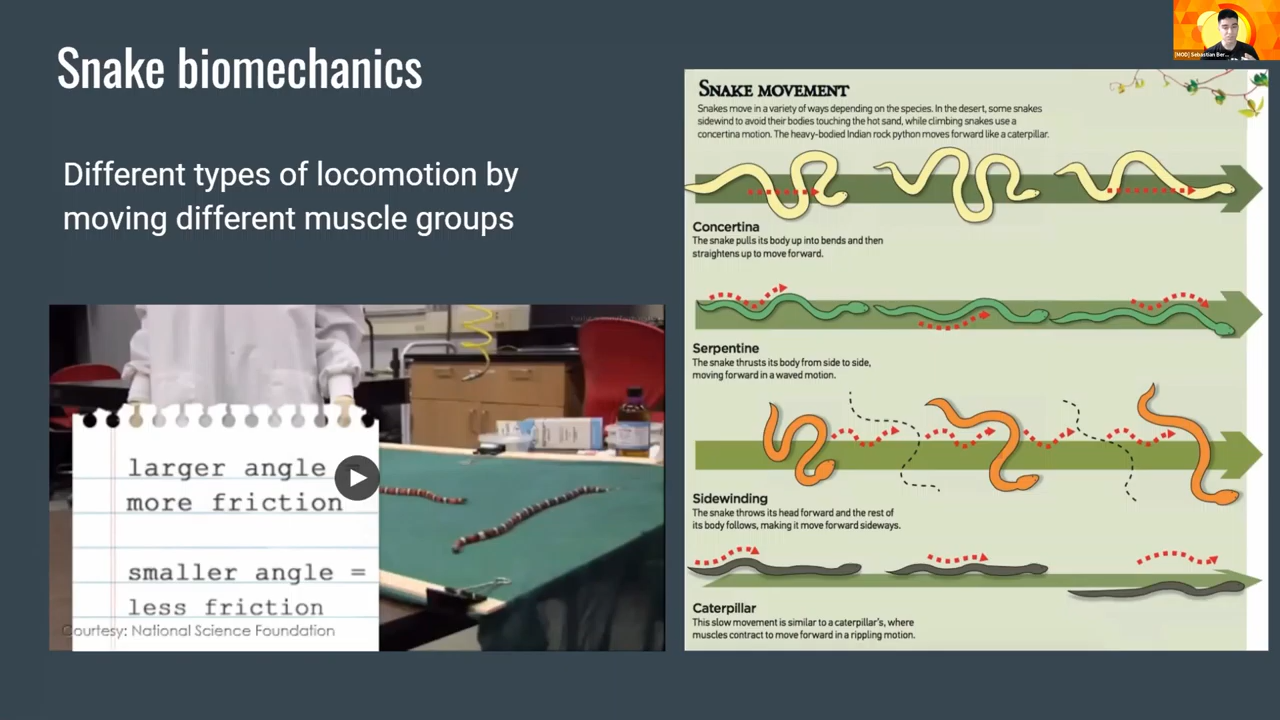 Snake biomechanics
Different types of locomotion by
moving different muscle groups
larger angle =
more friction
smaller angle =
less friction
Courtesy: National Science Foundation
[MOD] Sebastian Ber...
SNAKE MOVEMENT
Snakes move in a variety of ways depending on the species. In the desert, some snakes
sidewind to avoid their bodies touching the hot sand, while climbing snakes use a
concertina motion. The heavy-bodied Indian rock python moves forward like a caterpillar.
Concertina
The snake pulls its body up into bends and then
straightens up to move forward.
Serpentine
The snake thrusts its body from side to side,
moving forward in a waved motion.
Sidewinding
The snake throws its head forward and the rest of
its body follows, making it move forward sideways.
Caterpillar
This slow movement is similar to a caterpillar's, where
muscles contract to move forward in a rippling motion.